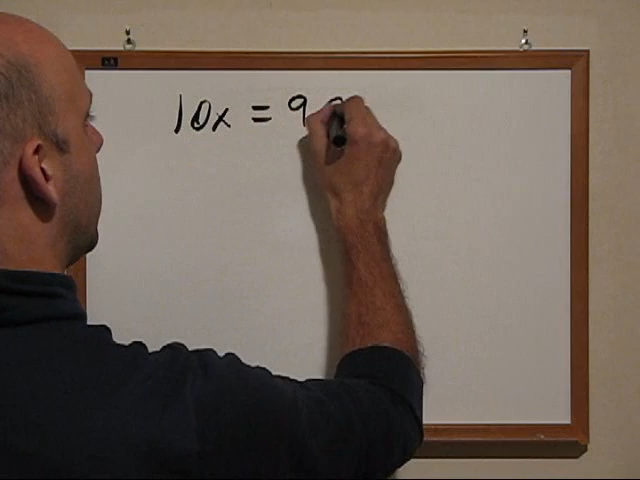 10x = 9